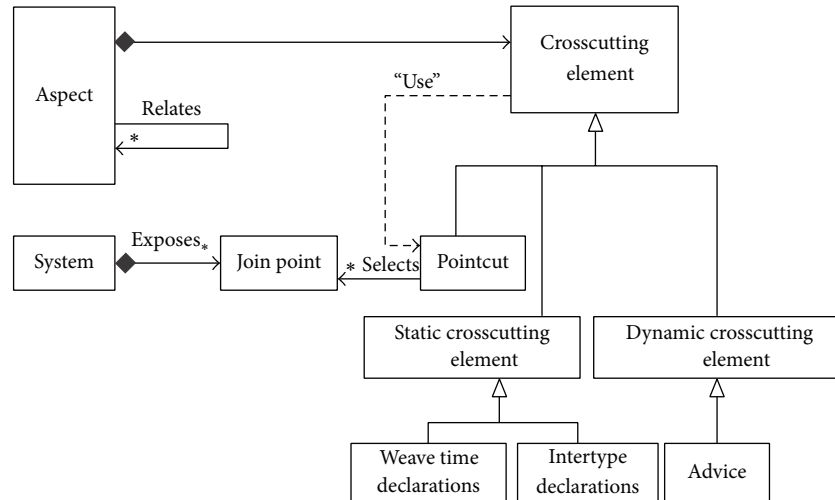 Crosscutting
element
“Use”
Aspect
Relates
*
Exposes
*
System
Join point
* Selects
Pointcut
Static crosscutting
element
Dynamic crosscutting
element
Weave time
declarations
Intertype
declarations
Advice